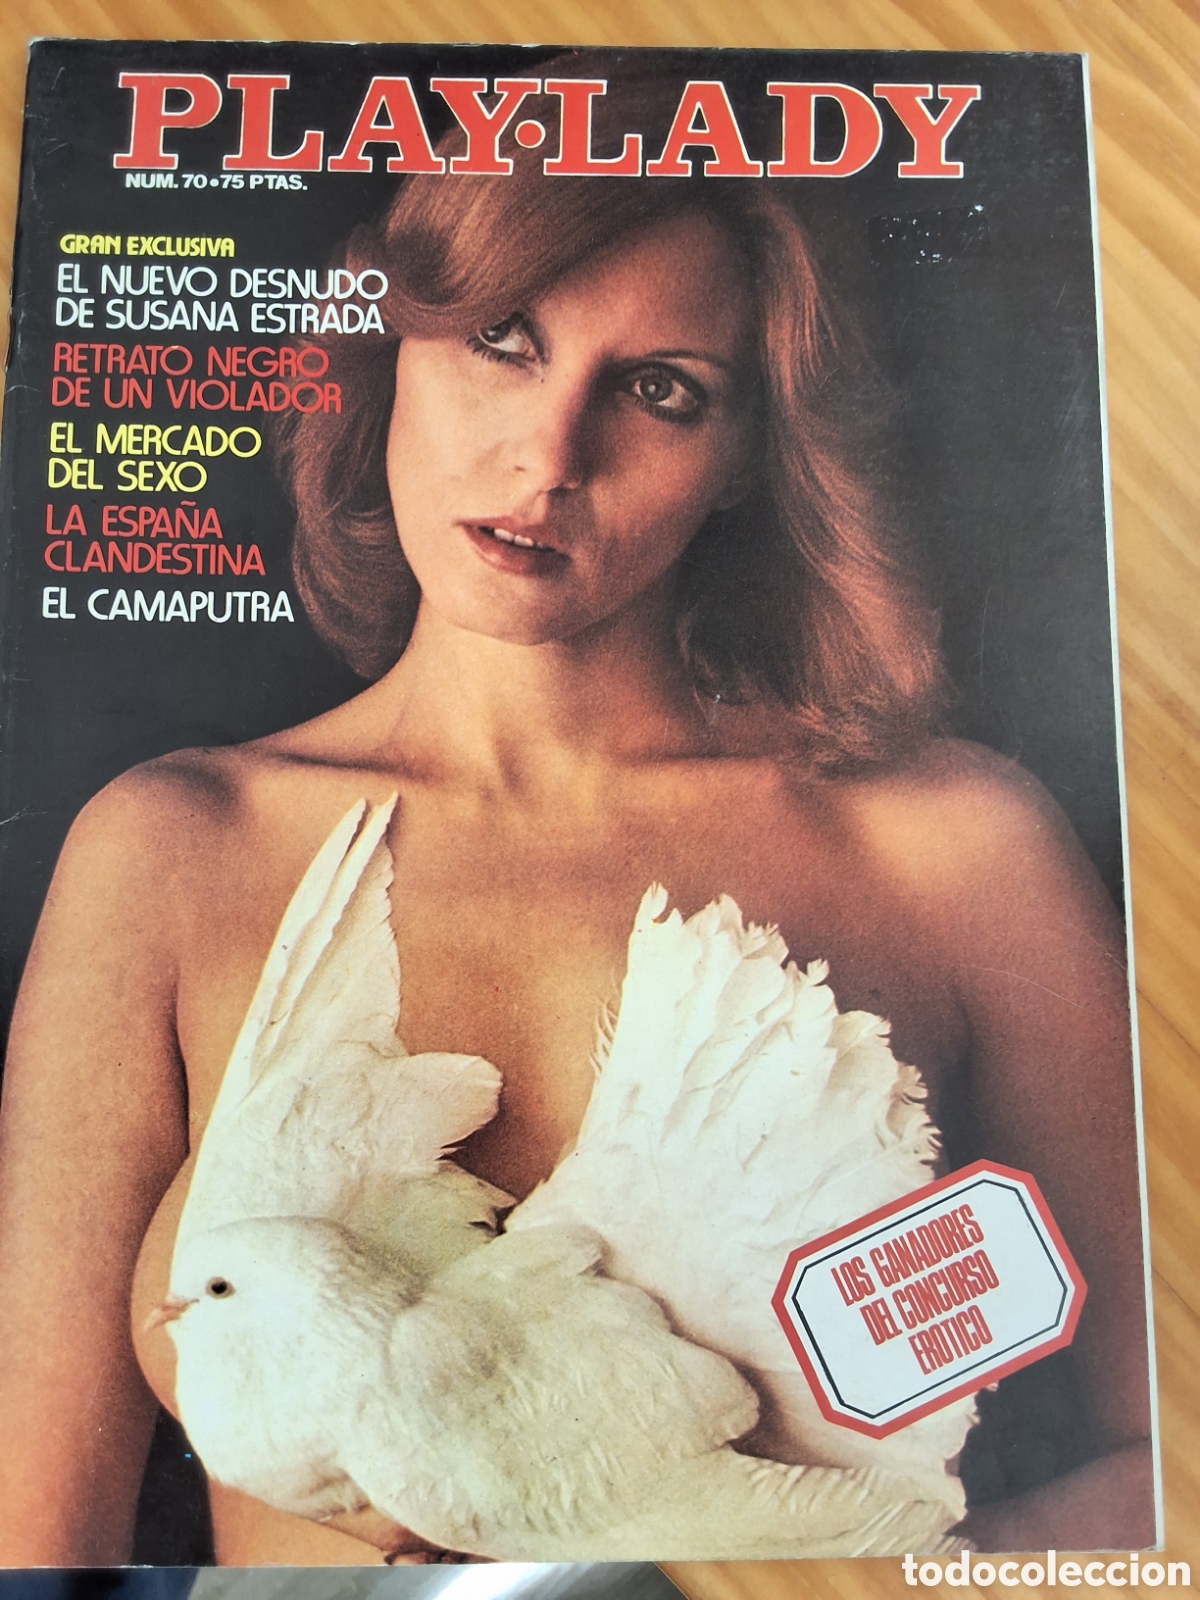 PLAY·LADY
NUM. 70 • 75 PTAS.
GRAN EXCLUSIVA
EL NUEVO DESNUDO
DE SUSANA ESTRADA
RETRATO NEGRO
DE UN VIOLADOR
EL MERCADO
DEL SEXO
LA ESPAÑA
CLANDESTINA
EL CAMAPUTRA
LOS GANADORES
DEL CONCURSO
EROTICO
todocoleccion